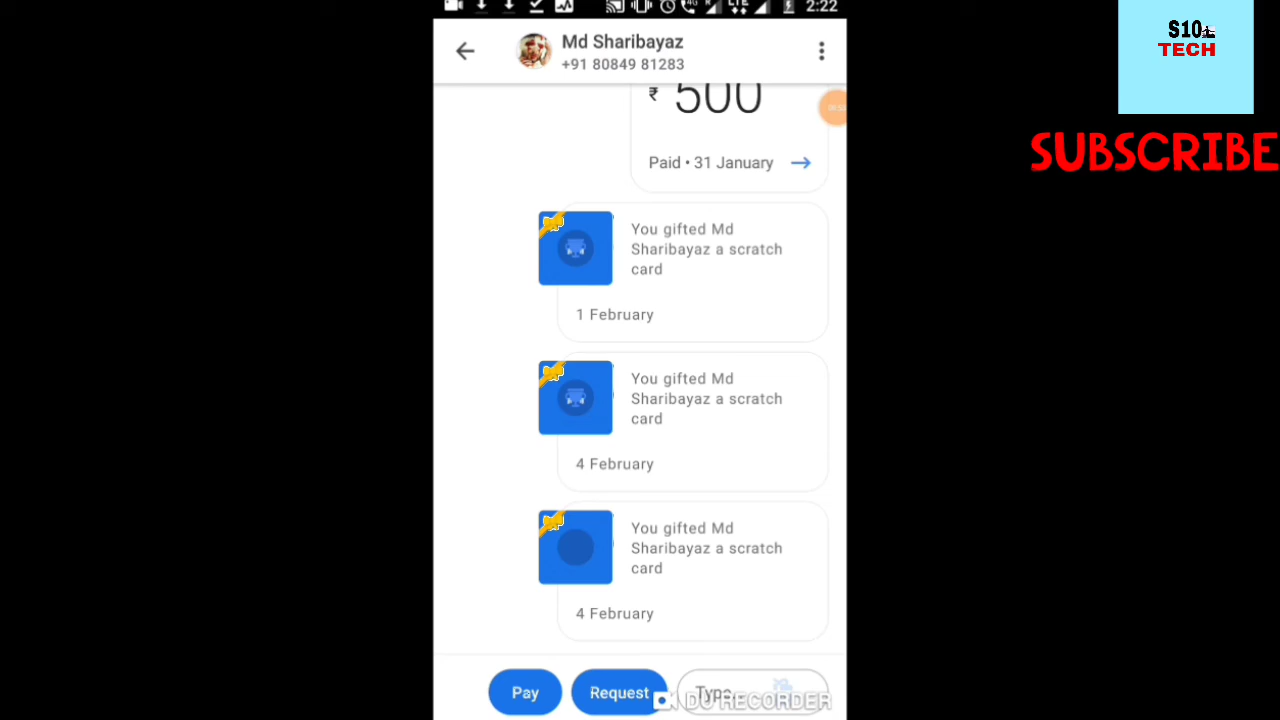 2:22
S10
TECH
SUBSCRIBE
Md Sharibayaz
+91 80849 81283
₹ 500
Paid • 31 January
You gifted Md
Sharibayaz a scratch
card
1 February
You gifted Md
Sharibayaz a scratch
card
4 February
You gifted Md
Sharibayaz a scratch
card
4 February
Pay
Request
Type
DU RECORDER